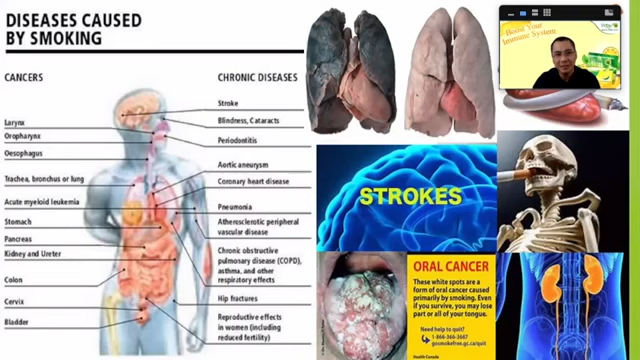 DISEASES CAUSED
BY SMOKING
CANCERS
Larynx
Oropharynx
Oesophagus
Trachea, bronchus or lung
Acute myeloid leukemia
Stomach
Pancreas
Kidney and Ureter
Colon
Cervix
Bladder
CHRONIC DISEASES
Stroke
Blindness, Cataracts
Periodontitis
Aortic aneurysm
Coronary heart disease
Pneumonia
Atherosclerotic peripheral
vascular disease
Chronic obstructive
pulmonary disease (COPD),
asthma, and other
respiratory effects
Hip fractures
Reproductive effects
in women (including
reduced fertility)
Boost Your
Immune System
STROKES
ORAL CANCER
These white spots are a
form of oral cancer caused
primarily by smoking. Even
if you survive, you may lose
part or all of your tongue.
Need help to quit?
1-866-366-3667
gosmokefree.gc.ca/quit
Health Canada